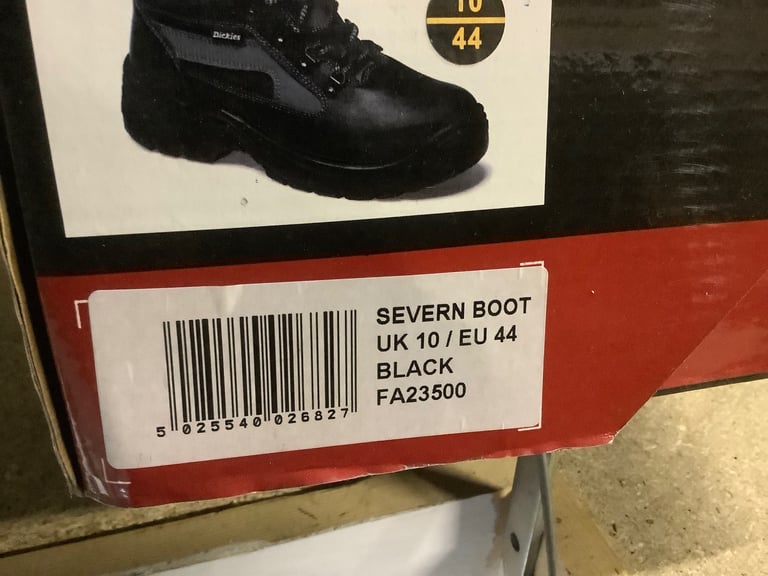 Dickies
10
44
SEVERN BOOT
UK 10 / EU 44
BLACK
FA23500
5 025540 026827